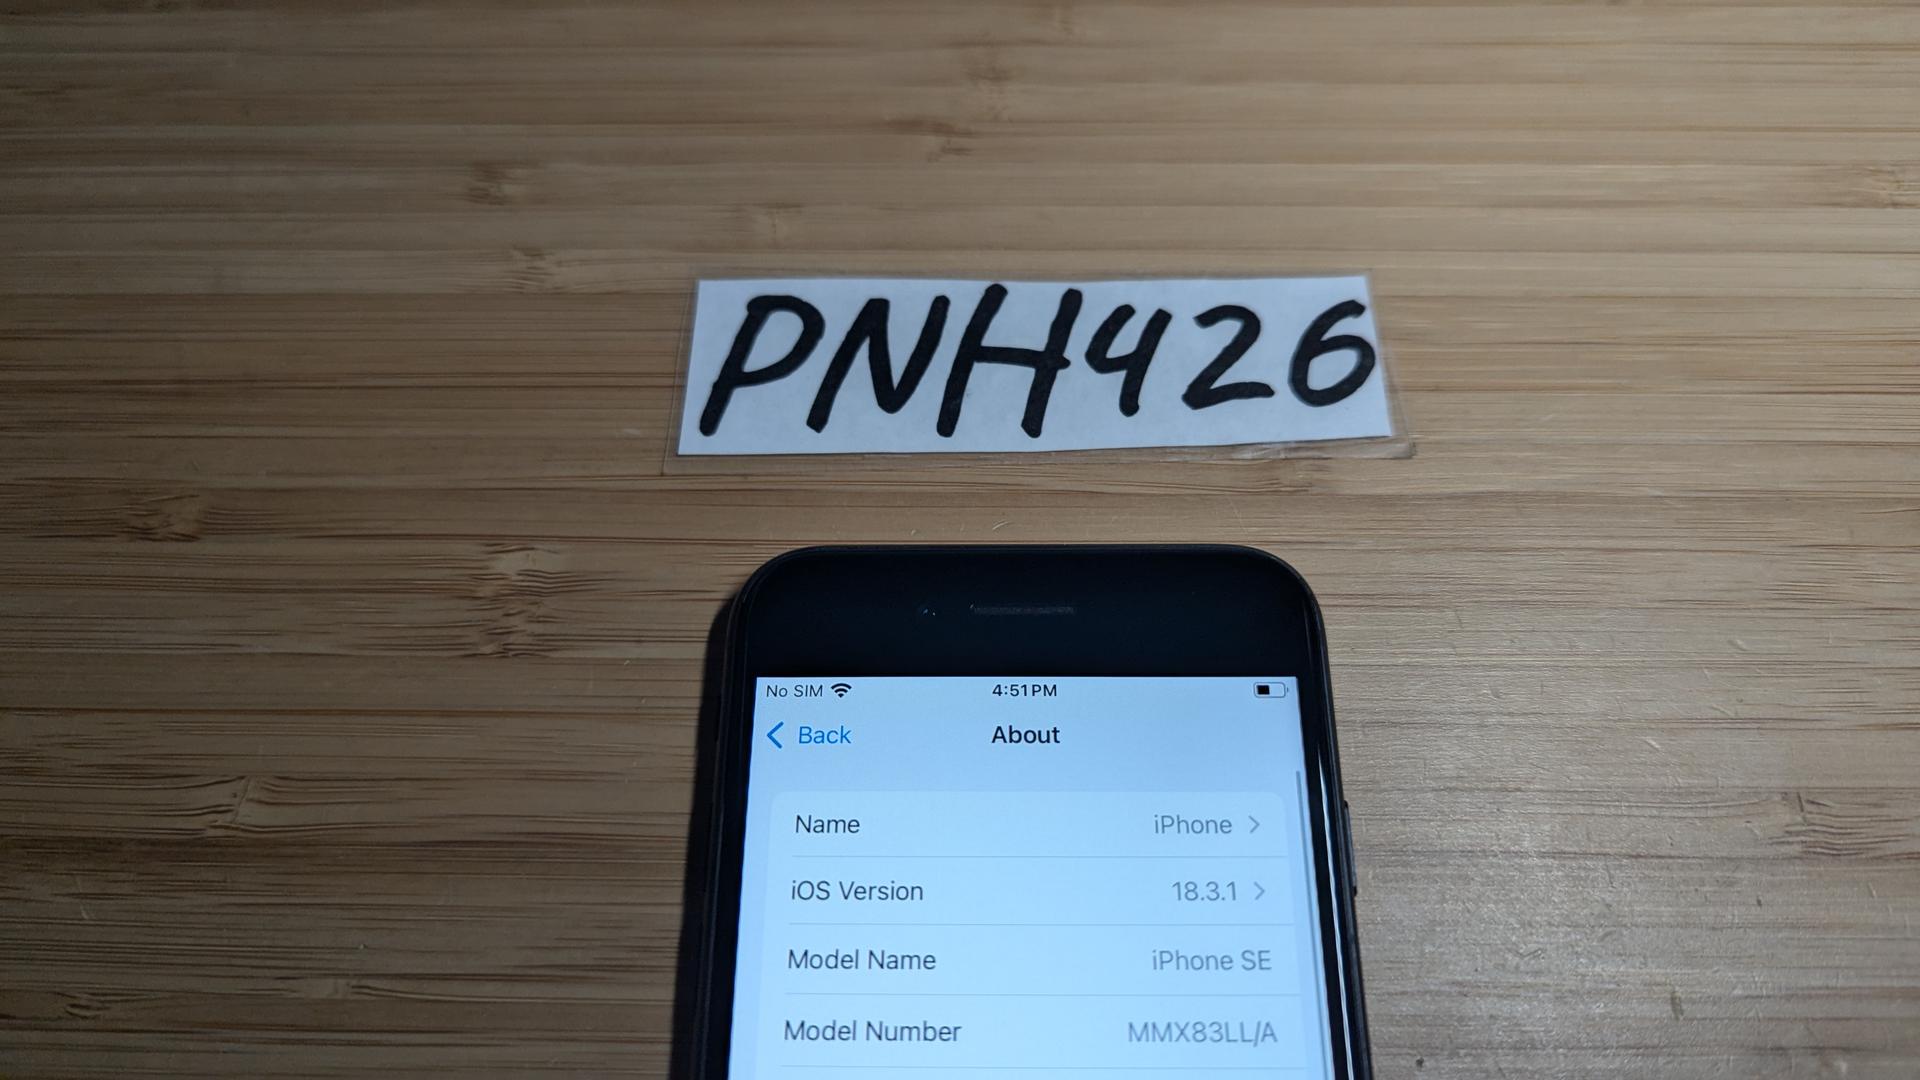 PNH426
No SIM 4:51 PM
Back About
Name iPhone
iOS Version 18.3.1
Model Name iPhone SE
Model Number MMX83LL/A